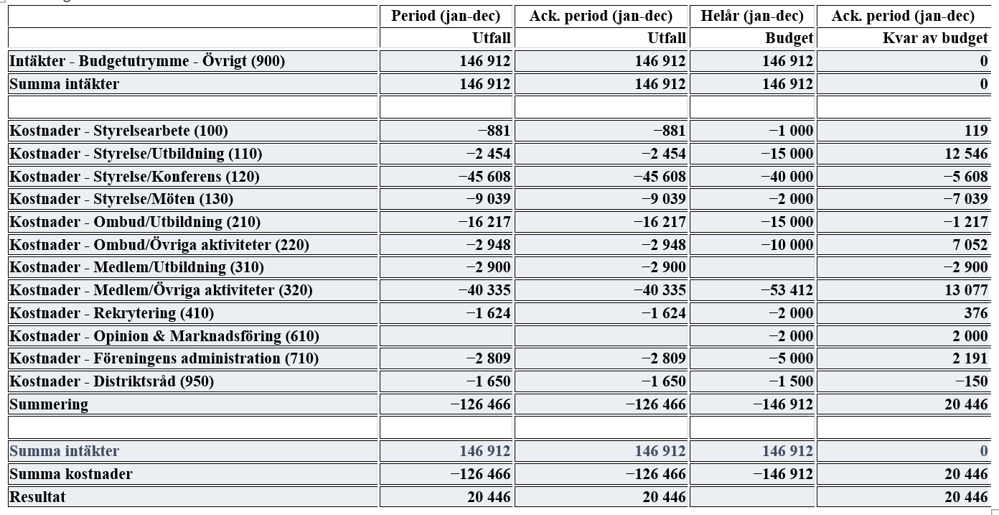 Period (jan-dec) Ack. period (jan-dec) Helår (jan-dec) Ack. period (jan-dec)
Utfall Utfall Budget Kvar av budget
Intäkter - Budgetutrymme - Övrigt (900) 146 912 146 912 146 912 0
Summa intäkter 146 912 146 912 146 912 0
Kostnader - Styrelsearbete (100) −881 −881 −1 000 119
Kostnader - Styrelse/Utbildning (110) −2 454 −2 454 −15 000 12 546
Kostnader - Styrelse/Konferens (120) −45 608 −45 608 −40 000 −5 608
Kostnader - Styrelse/Möten (130) −9 039 −9 039 −2 000 −7 039
Kostnader - Ombud/Utbildning (210) −16 217 −16 217 −15 000 −1 217
Kostnader - Ombud/Övriga aktiviteter (220) −2 948 −2 948 −10 000 7 052
Kostnader - Medlem/Utbildning (310) −2 900 −2 900 −2 900
Kostnader - Medlem/Övriga aktiviteter (320) −40 335 −40 335 −53 412 13 077
Kostnader - Rekrytering (410) −1 624 −1 624 −2 000 376
Kostnader - Opinion & Marknadsföring (610) −2 000 2 000
Kostnader - Föreningens administration (710) −2 809 −2 809 −5 000 2 191
Kostnader - Distriktsråd (950) −1 650 −1 650 −1 500 −150
Summering −126 466 −126 466 −146 912 20 446
Summa intäkter 146 912 146 912 146 912 0
Summa kostnader −126 466 −126 466 −146 912 20 446
Resultat 20 446 20 446 20 446